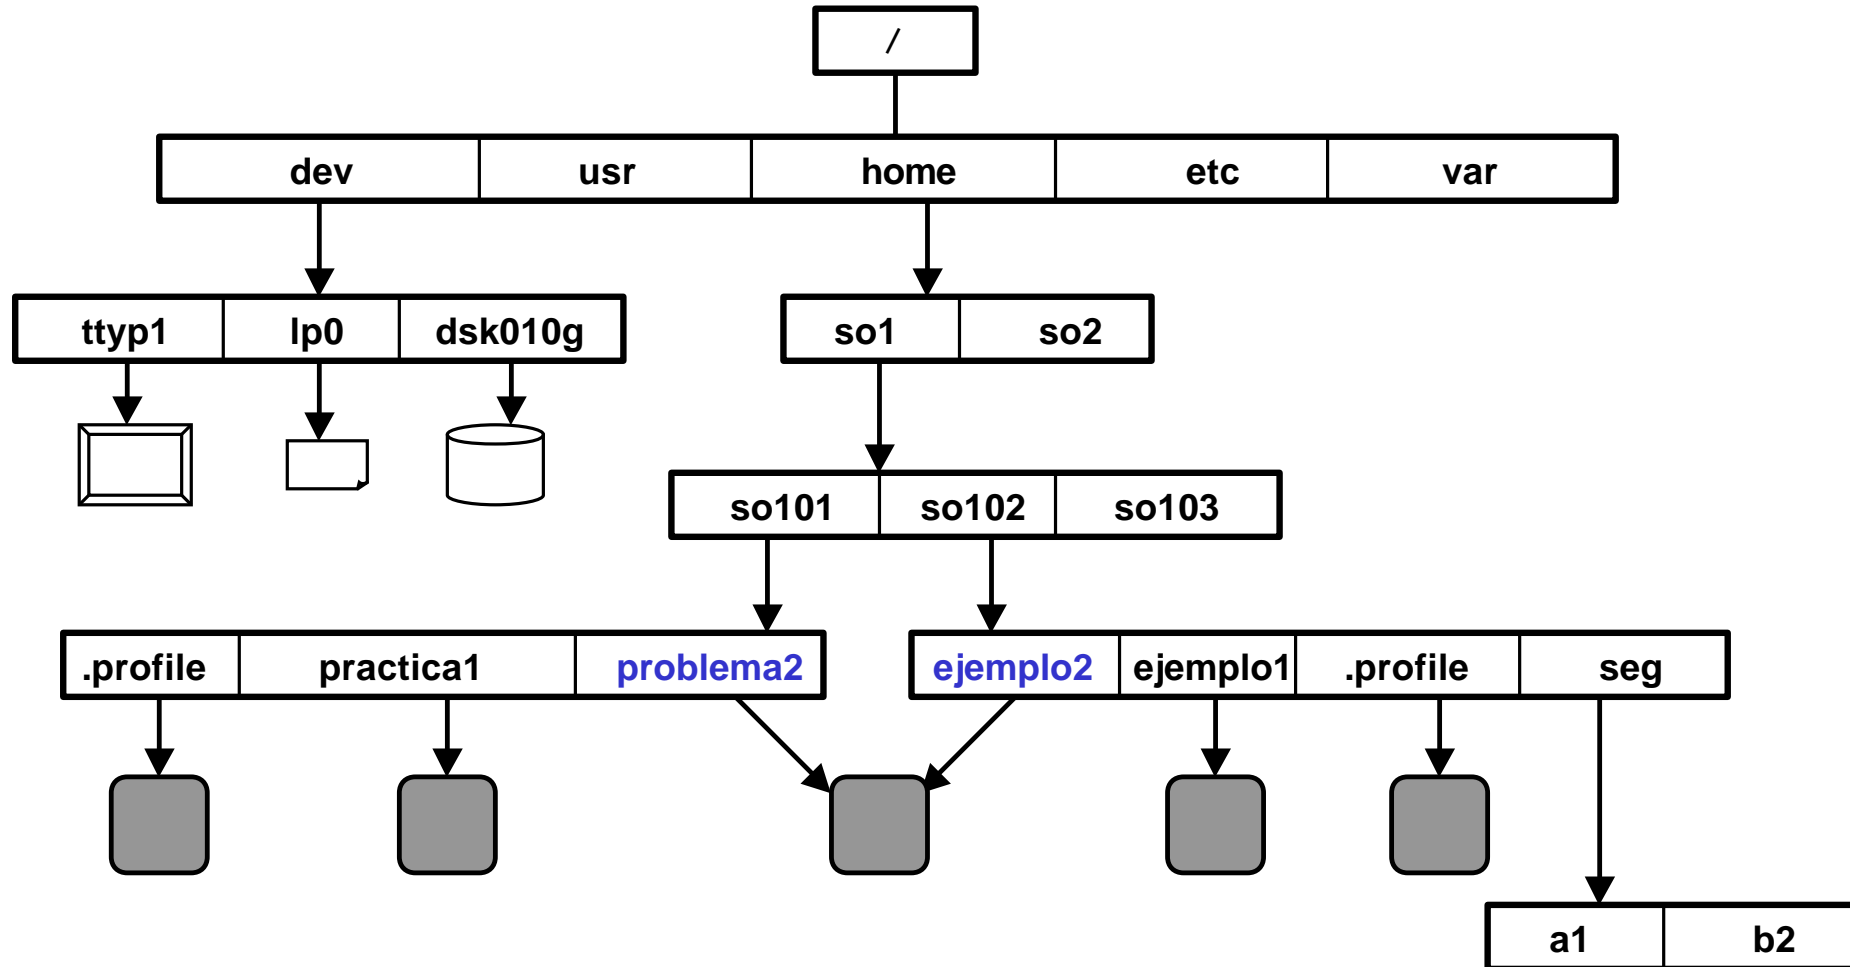 /
dev usr home etc var
ttyp1 lp0 dsk010g so1 so2
so101 so102 so103
.profile practica1 problema2 ejemplo2 ejemplo1 .profile seg
a1 b2